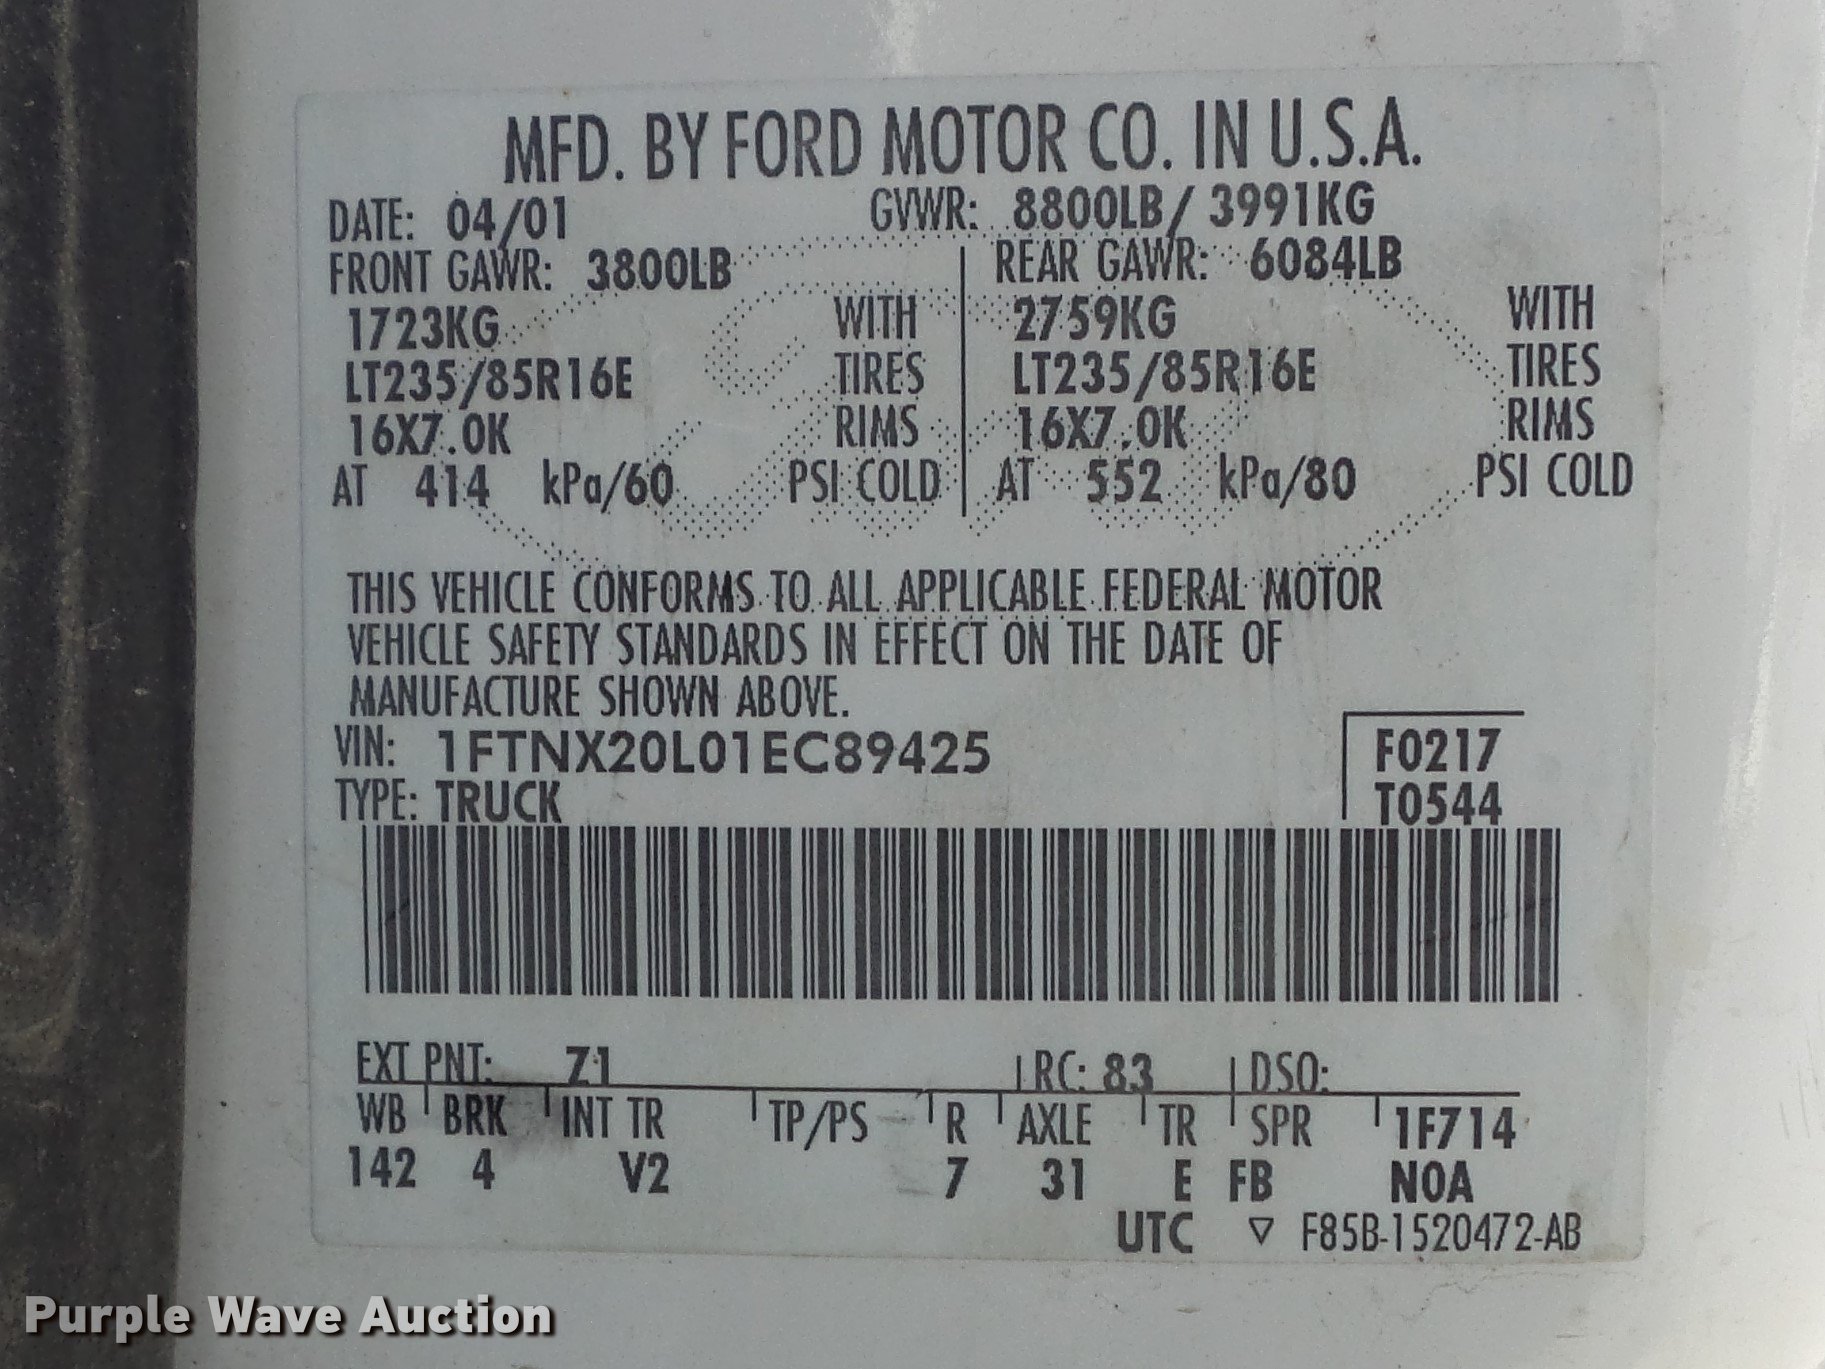 MFD. BY FORD MOTOR CO. IN U.S.A.
DATE: 04/01 GVWR: 8800LB/ 3991KG
FRONT GAWR: 3800LB REAR GAWR: 6084LB
1723KG WITH 2759KG WITH
LT235/85R16E TIRES LT235/85R16E TIRES
16X7.0K RIMS 16X7.0K RIMS
AT 414 kPa/60 PSI COLD AT 552 kPa/80 PSI COLD
THIS VEHICLE CONFORMS TO ALL APPLICABLE FEDERAL MOTOR
VEHICLE SAFETY STANDARDS IN EFFECT ON THE DATE OF
MANUFACTURE SHOWN ABOVE.
VIN: 1FTNX20L01EC89425 F0217
TYPE: TRUCK T0544
EXT PNT: Z1 RC: 83 DSO:
WB BRK INT TR TP/PS R AXLE TR SPR 1F714
142 4 V2 7 31 E FB N0A
UTC ▽ F85B-1520472-AB
Purple Wave Auction